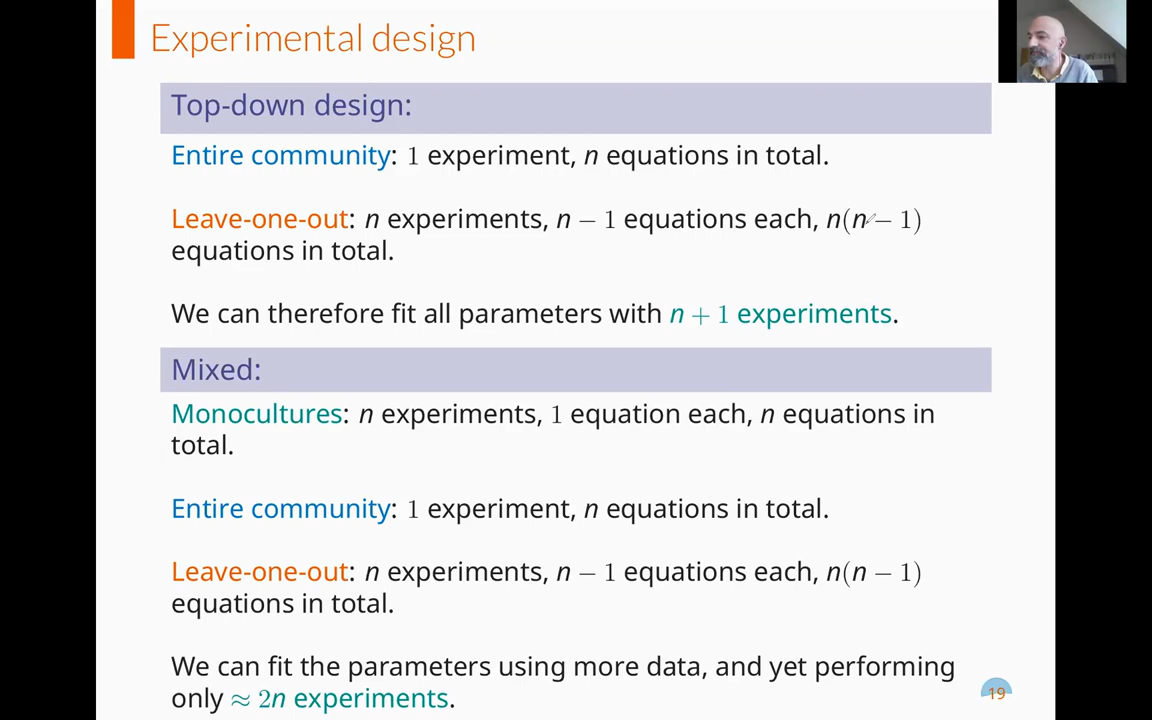 Experimental design
Top-down design:
Entire community: 1 experiment, n equations in total.
Leave-one-out: n experiments, n − 1 equations each, n(n − 1)
equations in total.
We can therefore fit all parameters with n + 1 experiments.
Mixed:
Monocultures: n experiments, 1 equation each, n equations in
total.
Entire community: 1 experiment, n equations in total.
Leave-one-out: n experiments, n − 1 equations each, n(n − 1)
equations in total.
We can fit the parameters using more data, and yet performing
only ≈ 2n experiments.
19